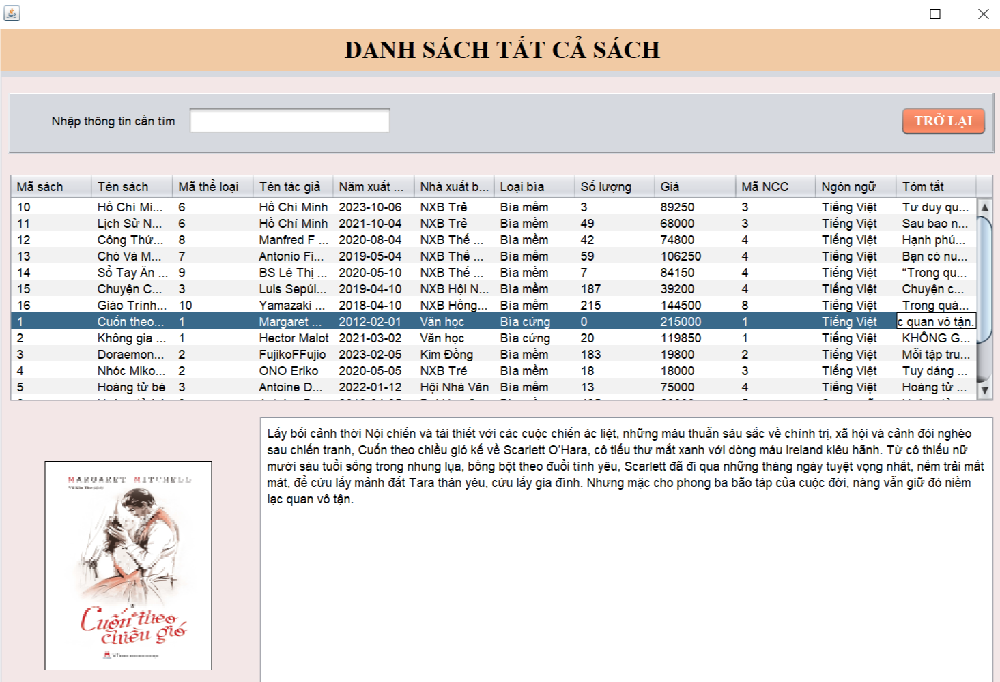 DANH SÁCH TẤT CẢ SÁCH
Nhập thông tin cần tìm
TRỞ LẠI
Mã sách Tên sách Mã thể loại Tên tác giả Năm xuất ... Nhà xuất b... Loại bìa Số lượng Giá Mã NCC Ngôn ngữ Tóm tắt
10 Hồ Chí Mi... 6 Hồ Chí Minh 2023-10-06 NXB Trẻ Bìa mềm 3 89250 3 Tiếng Việt Tư duy qu...
11 Lịch Sử N... 6 Hồ Chí Minh 2021-10-04 NXB Trẻ Bìa mềm 49 68000 3 Tiếng Việt Sau bao n...
12 Công Thứ... 8 Manfred F ... 2020-08-04 NXB Thế ... Bìa mềm 42 74800 4 Tiếng Việt Hạnh phú...
13 Chó Và M... 7 Antonio Fi... 2019-05-04 NXB Thế ... Bìa mềm 59 106250 4 Tiếng Việt Bạn có nu...
14 Sổ Tay Ăn ... 9 BS Lê Thị ... 2020-05-10 NXB Thế ... Bìa mềm 7 84150 4 Tiếng Việt “Trong qu...
15 Chuyện C... 3 Luis Sepúl... 2019-04-10 NXB Hội N... Bìa mềm 187 39200 4 Tiếng Việt Chuyện c...
16 Giáo Trình... 10 Yamazaki ... 2018-04-10 NXB Hồng... Bìa mềm 215 144500 8 Tiếng Việt Trong quá...
1 Cuốn theo... 1 Margaret ... 2012-02-01 Văn học Bìa cứng 0 215000 1 Tiếng Việt c quan vô tận.
2 Không gia ... 1 Hector Malot 2021-03-02 Văn học Bìa cứng 20 119850 1 Tiếng Việt KHÔNG G...
3 Doraemon... 2 FujikoFFujio 2023-02-05 Kim Đồng Bìa mềm 183 19800 2 Tiếng Việt Mỗi tập tru...
4 Nhóc Miko... 2 ONO Eriko 2020-05-05 NXB Trẻ Bìa mềm 18 18000 3 Tiếng Việt Tuy dáng ...
5 Hoàng tử bé 3 Antoine D... 2022-01-12 Hội Nhà Văn Bìa mềm 13 75000 4 Tiếng Việt Hoàng tử ...
Lấy bối cảnh thời Nội chiến và tái thiết với các cuộc chiến ác liệt, những mâu thuẫn sâu sắc về chính trị, xã hội và cảnh đói nghèo
sau chiến tranh, Cuốn theo chiều gió kể về Scarlett O’Hara, cô tiểu thư mắt xanh với dòng máu Ireland kiêu hãnh. Từ cô thiếu nữ
mười sáu tuổi sống trong nhung lụa, bồng bột theo đuổi tình yêu, Scarlett đã đi qua những tháng ngày tuyệt vọng nhất, nếm trải mất
mát, để cứu lấy mảnh đất Tara thân yêu, cứu lấy gia đình. Nhưng mặc cho phong ba bão táp của cuộc đời, nàng vẫn giữ đó niềm
lạc quan vô tận.
MARGARET MITCHELL
Cuốn theo
chiều gió